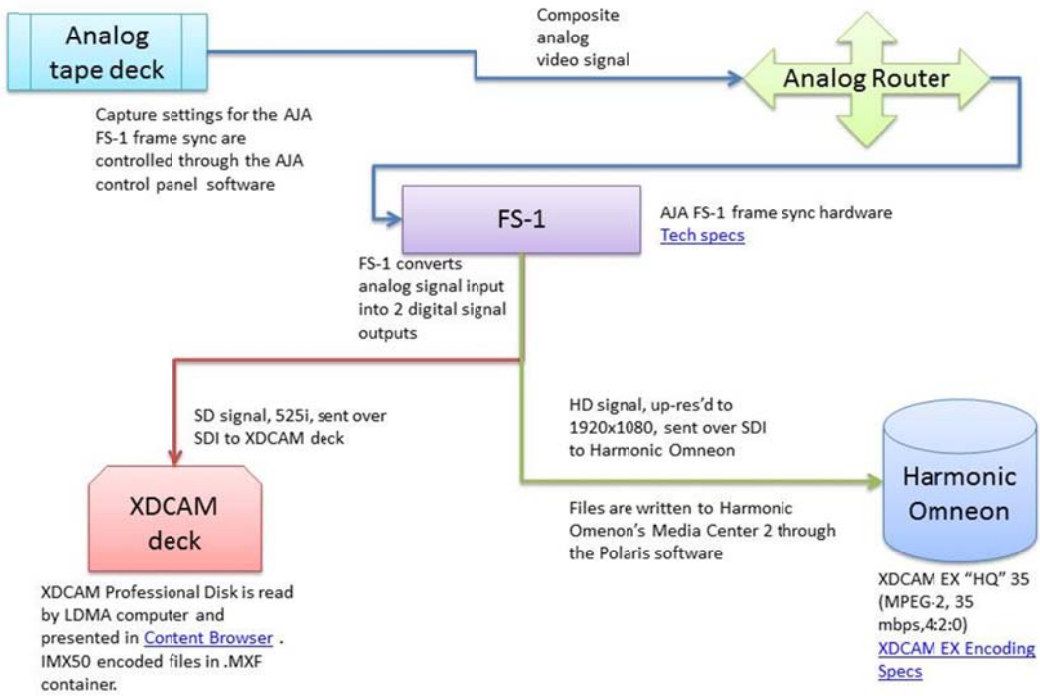 Analog
tape deck
Composite
analog
video signal
Analog Router
Capture settings for the AJA
FS-1 frame sync are
controlled through the AJA
control panel software
FS-1
AJA FS-1 frame sync hardware
Tech specs
FS-1 converts
analog signal input
into 2 digital signal
outputs
SD signal, 525i, sent over
SDI to XDCAM deck
HD signal, up-res'd to
1920x1080, sent over SDI
to Harmonic Omneon
XDCAM
deck
Harmonic
Omneon
Files are written to Harmonic
Omenon's Media Center 2 through
the Polaris software
XDCAM Professional Disk is read
by LDMA computer and
presented in Content Browser .
IMX50 encoded files in .MXF
container.
XDCAM EX "HQ" 35
(MPEG-2, 35
mbps,4:2:0)
XDCAM EX Encoding
Specs